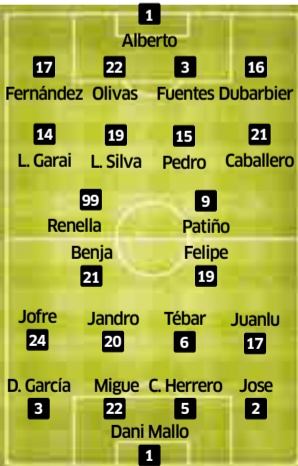 1
Alberto
17 22 3 16
Fernández Olivas Fuentes Dubarbier
14 19 15 21
L. Garai L. Silva Pedro Caballero
99 9
Renella Patiño
Benja Felipe
21 19
Jofre Jandro Tébar Juanlu
24 20 6 17
D. García Migue C. Herrero Jose
3 22 5 2
Dani Mallo
1